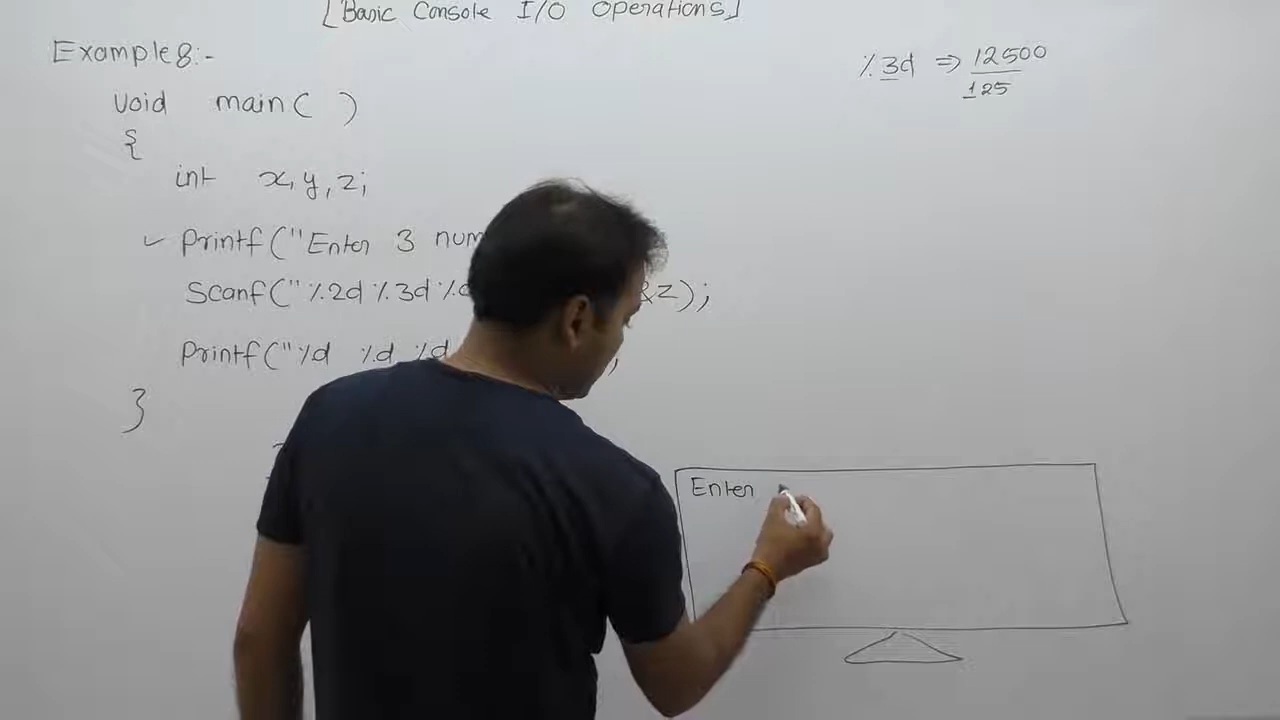 [Basic Console I/O Operations]
Example 8:-
%3d => 12500
125
void main( )
{
int x,y,z;
✓ Printf("Enter 3 num
Scanf("%2d %3d % &z);
Printf("%d %d %d ;
}
Enter